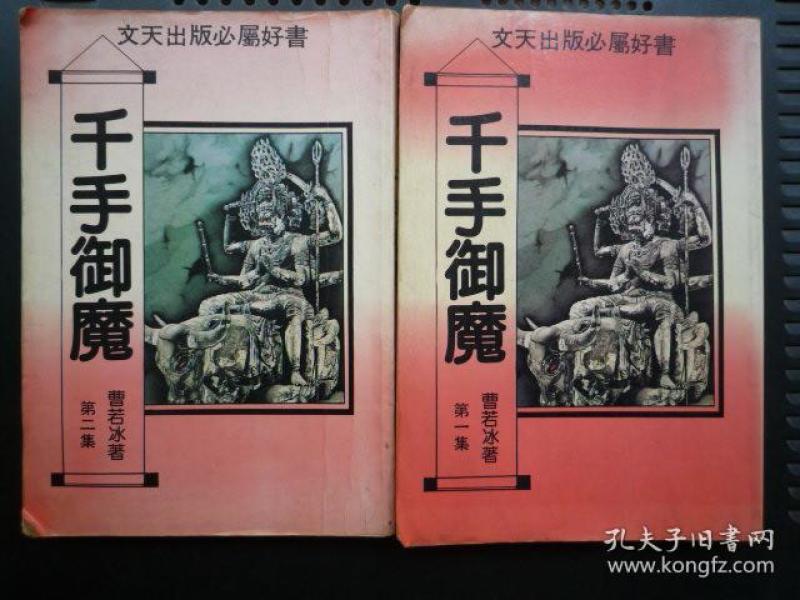 文天出版必屬好書
千手御魔
曹若冰著
第二集
文天出版必屬好書
千手御魔
曹若冰著
第一集
孔夫子旧书网
www.kongfz.com